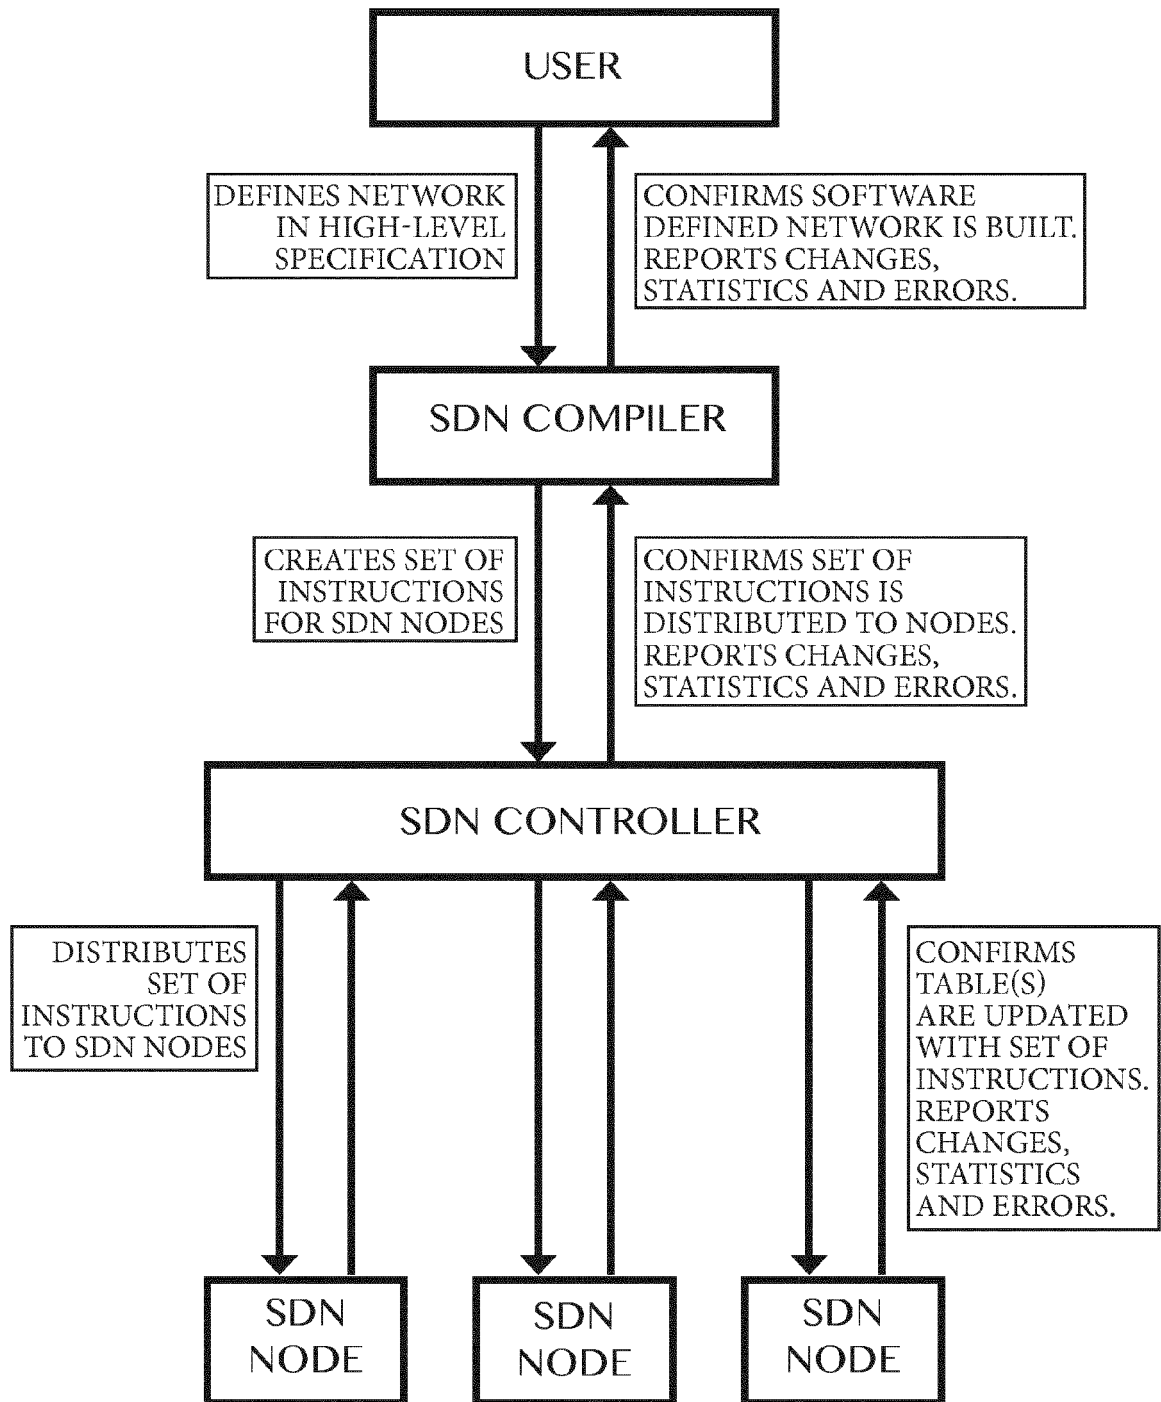 USER
DEFINES NETWORK
IN HIGH-LEVEL
SPECIFICATION
CONFIRMS SOFTWARE
DEFINED NETWORK IS BUILT.
REPORTS CHANGES,
STATISTICS AND ERRORS.
SDN COMPILER
CREATES SET OF
INSTRUCTIONS
FOR SDN NODES
CONFIRMS SET OF
INSTRUCTIONS IS
DISTRIBUTED TO NODES.
REPORTS CHANGES,
STATISTICS AND ERRORS.
SDN CONTROLLER
DISTRIBUTES
SET OF
INSTRUCTIONS
TO SDN NODES
CONFIRMS
TABLE(S)
ARE UPDATED
WITH SET OF
INSTRUCTIONS.
REPORTS
CHANGES,
STATISTICS
AND ERRORS.
SDN
NODE
SDN
NODE
SDN
NODE